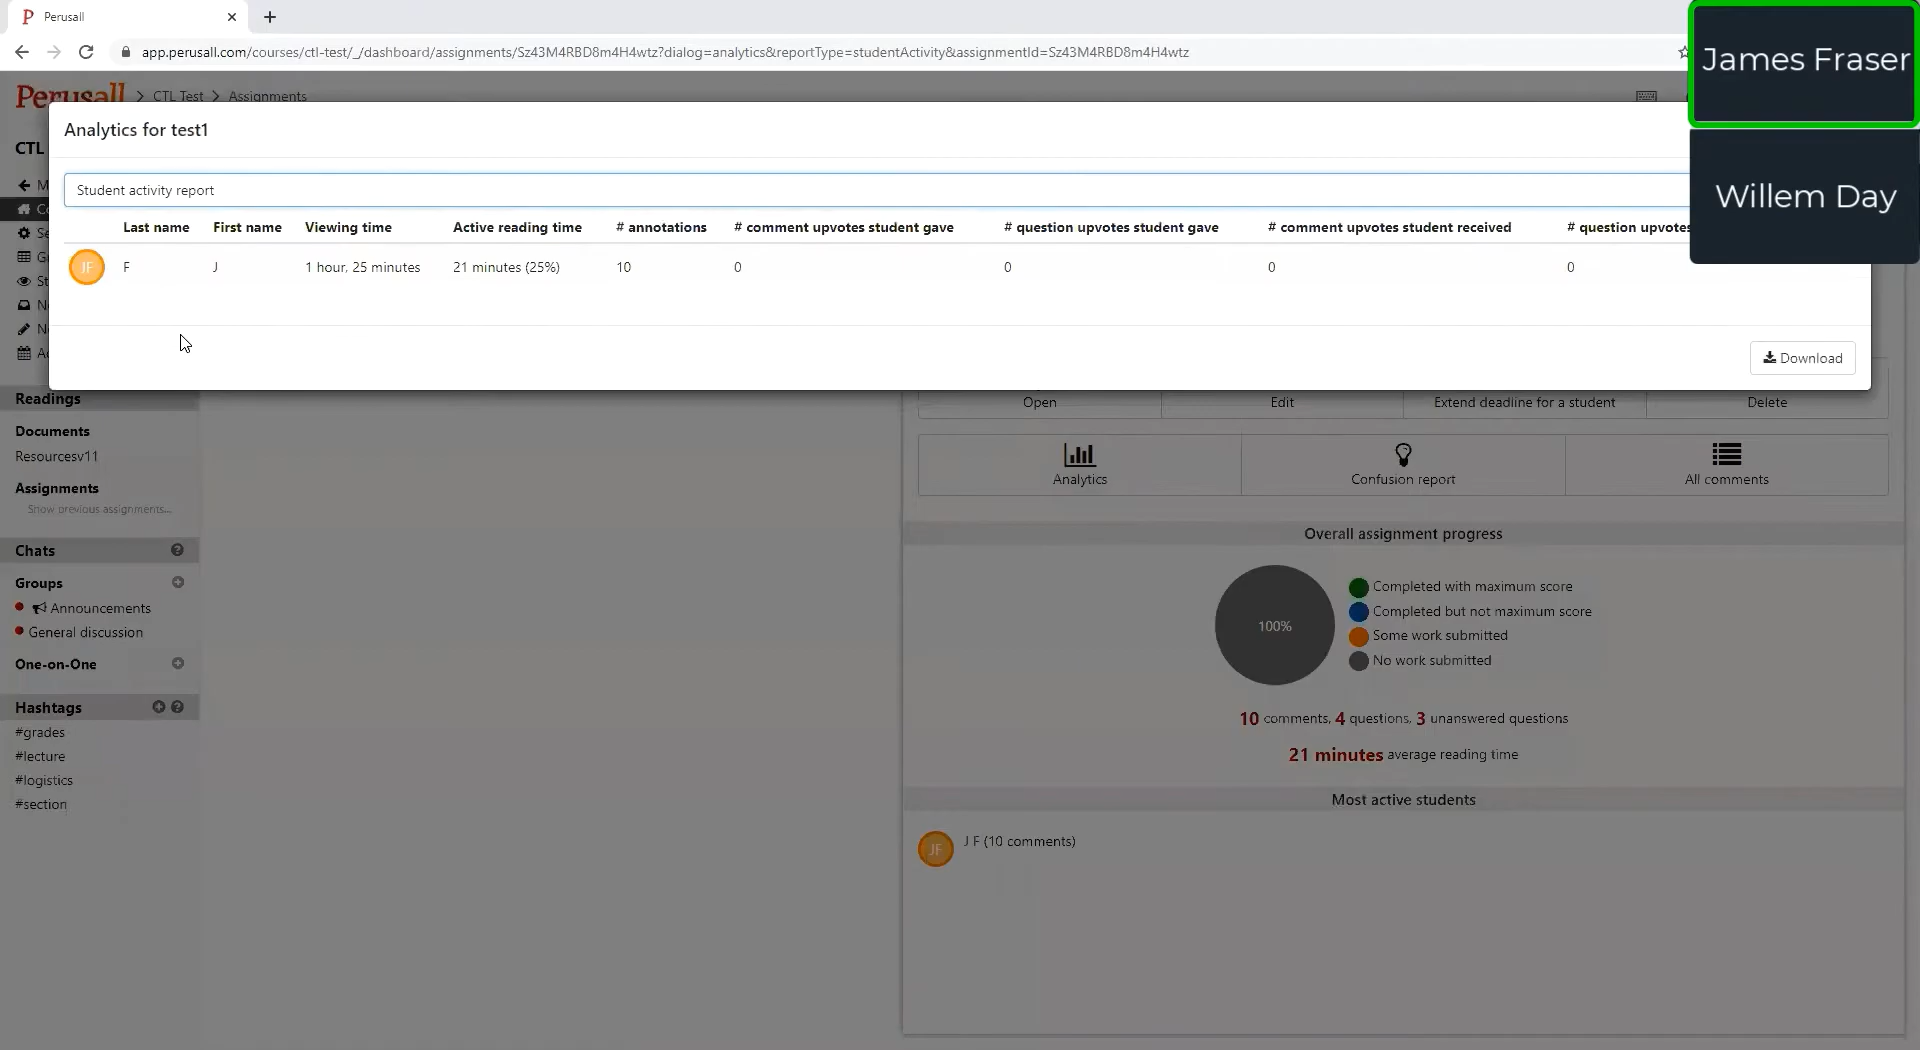 Perusall
app.perusall.com/courses/ctl-test/_/dashboard/assignments/Sz43M4RBD8m4H4wtz?dialog=analytics&reportType=studentActivity&assignmentId=Sz43M4RBD8m4H4wtz
James Fraser
Willem Day
Perusall > CTL Test > Assignments
Analytics for test1
CTL
Student activity report
Last name First name Viewing time Active reading time # annotations # comment upvotes student gave # question upvotes student gave # comment upvotes student received # question upvotes
JF F J 1 hour, 25 minutes 21 minutes (25%) 10 0 0 0 0
Download
Readings
Documents
Resourcesv11
Assignments
Show previous assignments...
Chats
Groups
Announcements
General discussion
One-on-One
Hashtags
#grades
#lecture
#logistics
#section
Open Edit Extend deadline for a student Delete
Analytics Confusion report All comments
Overall assignment progress
100%
Completed with maximum score
Completed but not maximum score
Some work submitted
No work submitted
10 comments, 4 questions, 3 unanswered questions
21 minutes average reading time
Most active students
JF J F (10 comments)